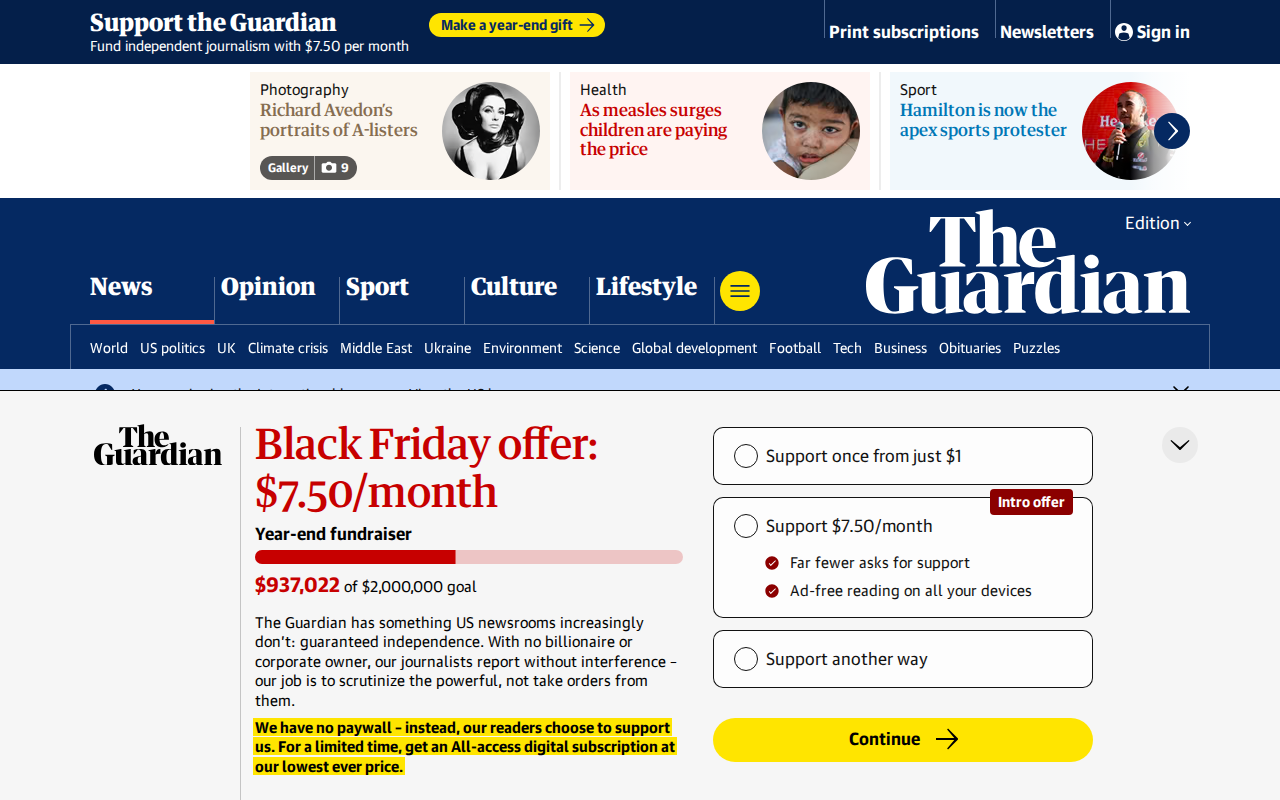 Support the Guardian
Fund independent journalism with $7.50 per month
Make a year-end gift
Print subscriptions
Newsletters
Sign in
Photography
Richard Avedon's
portraits of A-listers
Gallery
9
Health
As measles surges
children are paying
the price
Sport
Hamilton is now the
apex sports protester
Edition
The
Guardian
News
Opinion
Sport
Culture
Lifestyle
World
US politics
UK
Climate crisis
Middle East
Ukraine
Environment
Science
Global development
Football
Tech
Business
Obituaries
Puzzles
The
Guardian
Black Friday offer:
$7.50/month
Year-end fundraiser
$937,022 of $2,000,000 goal
The Guardian has something US newsrooms increasingly
don't: guaranteed independence. With no billionaire or
corporate owner, our journalists report without interference –
our job is to scrutinize the powerful, not take orders from
them.
We have no paywall – instead, our readers choose to support
us. For a limited time, get an All-access digital subscription at
our lowest ever price.
Support once from just $1
Intro offer
Support $7.50/month
Far fewer asks for support
Ad-free reading on all your devices
Support another way
Continue